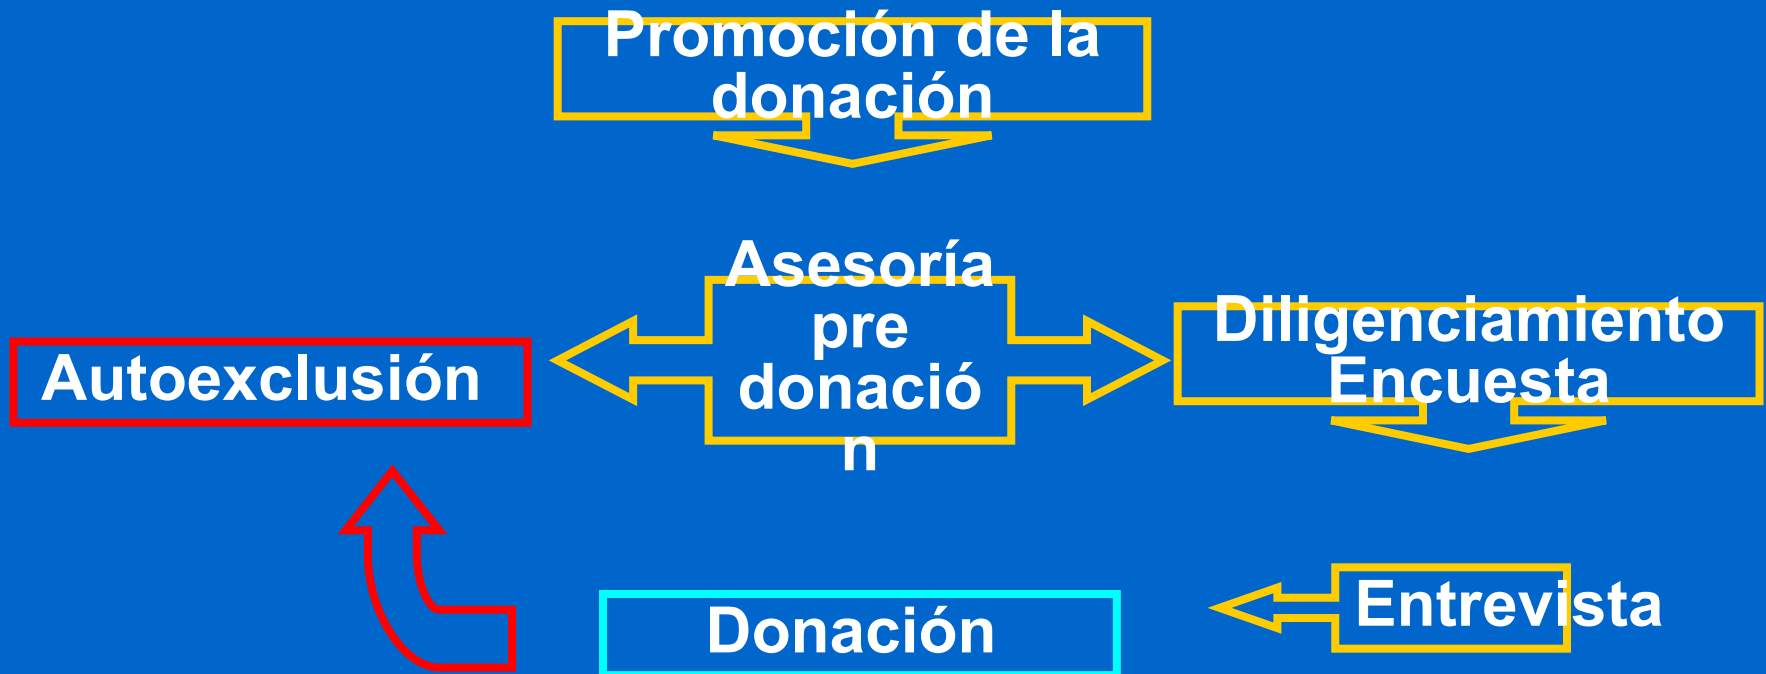 Promoción de la
donación
Asesoría
pre
donació
n
Autoexclusión
Diligenciamiento
Encuesta
Entrevista
Donación